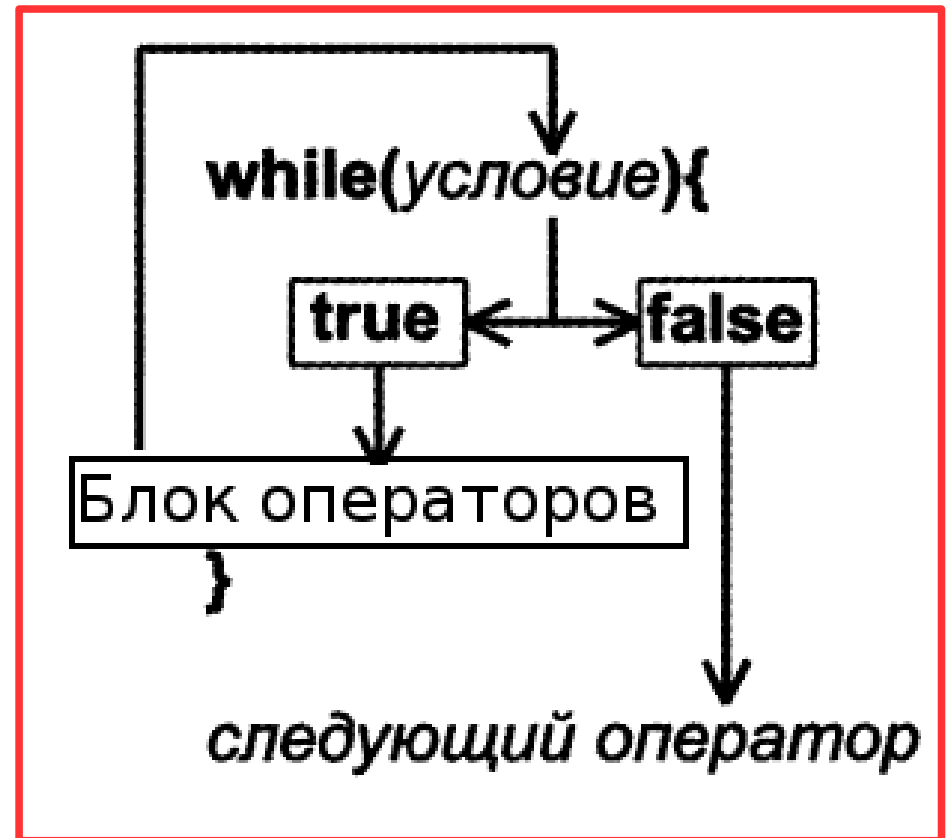 while(условие){
true false
Блок операторов
}
следующий оператор